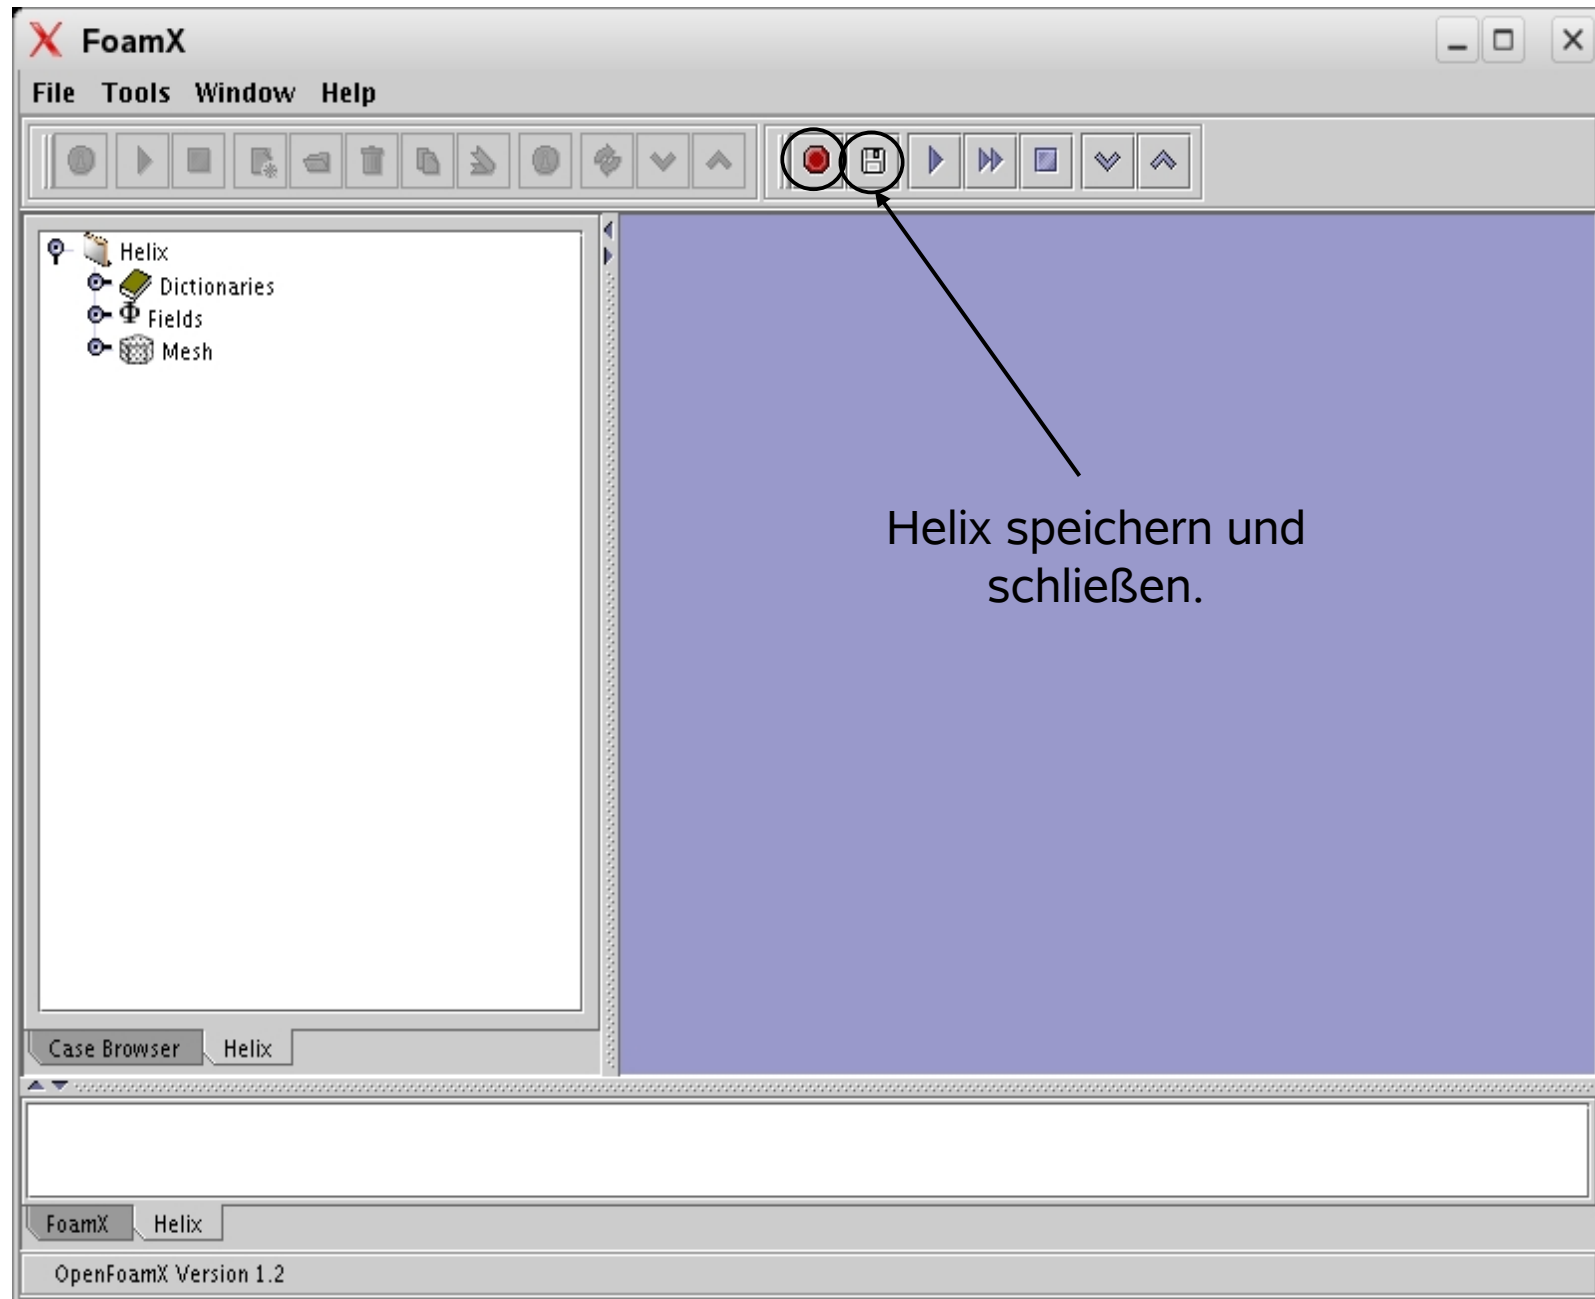 FoamX
File Tools Window Help
Helix
Dictionaries
Φ Fields
Mesh
Helix speichern und
schließen.
Case Browser Helix
FoamX Helix
OpenFoamX Version 1.2